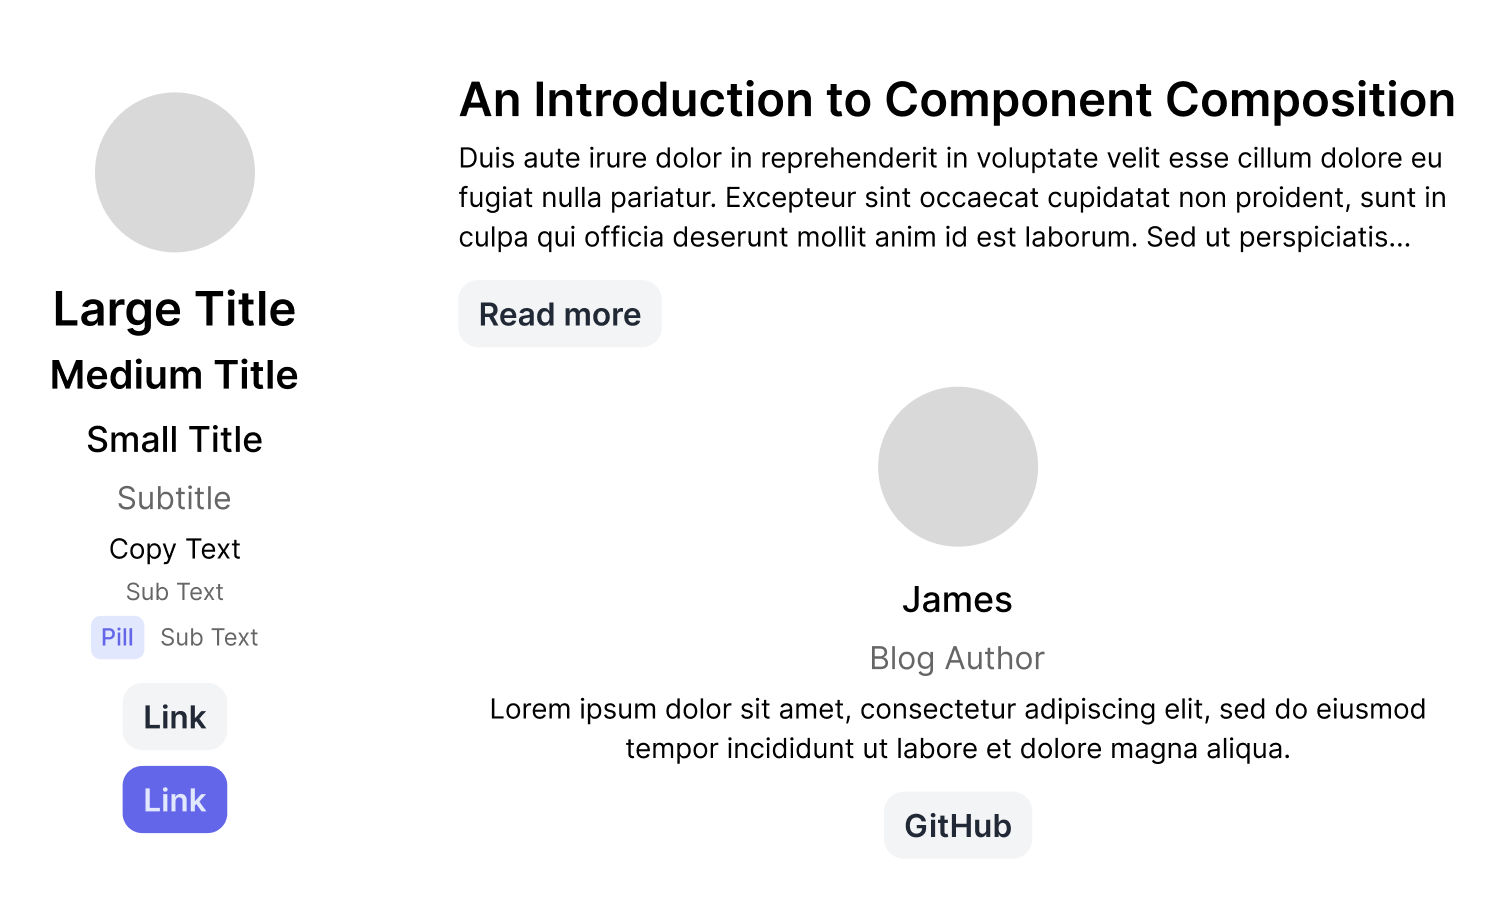 Large Title
Medium Title
Small Title
Subtitle
Copy Text
Sub Text
Pill Sub Text
Link
Link
An Introduction to Component Composition
Duis aute irure dolor in reprehenderit in voluptate velit esse cillum dolore eu
fugiat nulla pariatur. Excepteur sint occaecat cupidatat non proident, sunt in
culpa qui officia deserunt mollit anim id est laborum. Sed ut perspiciatis...
Read more
James
Blog Author
Lorem ipsum dolor sit amet, consectetur adipiscing elit, sed do eiusmod
tempor incididunt ut labore et dolore magna aliqua.
GitHub